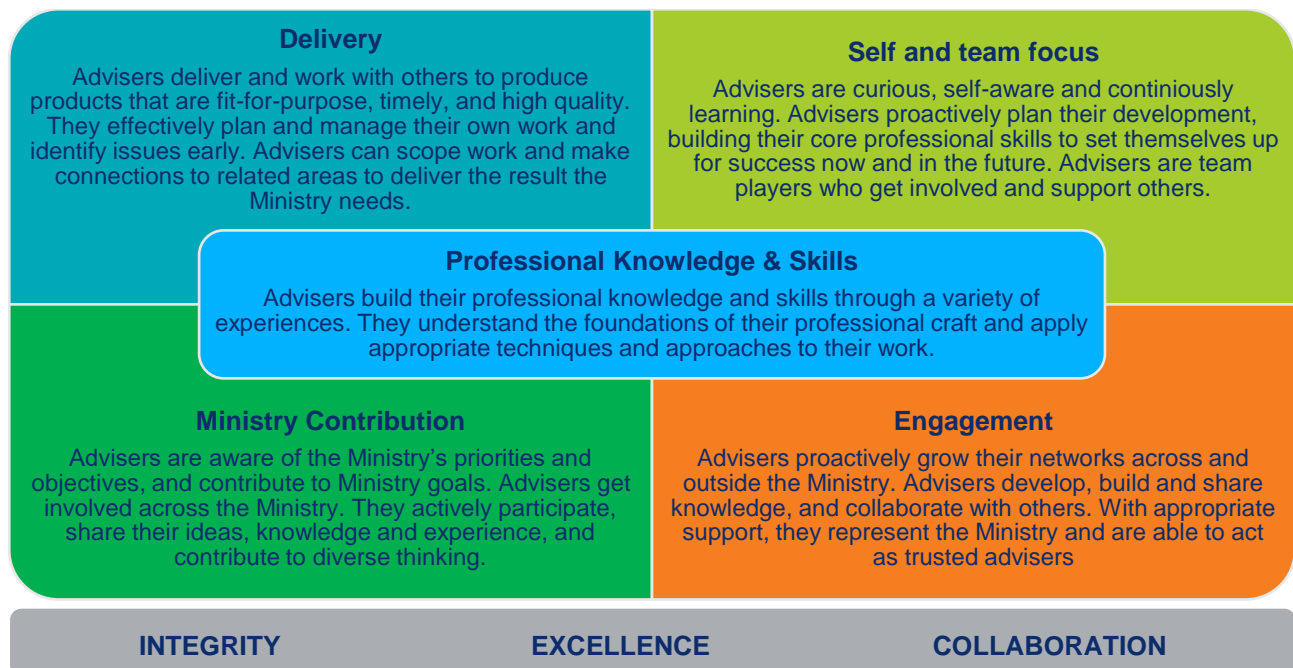 Delivery
Advisers deliver and work with others to produce
products that are fit-for-purpose, timely, and high quality.
They effectively plan and manage their own work and
identify issues early. Advisers can scope work and make
connections to related areas to deliver the result the
Ministry needs.
Self and team focus
Advisers are curious, self-aware and continiously
learning. Advisers proactively plan their development,
building their core professional skills to set themselves up
for success now and in the future. Advisers are team
players who get involved and support others.
Professional Knowledge & Skills
Advisers build their professional knowledge and skills through a variety of
experiences. They understand the foundations of their professional craft and apply
appropriate techniques and approaches to their work.
Ministry Contribution
Advisers are aware of the Ministry's priorities and
objectives, and contribute to Ministry goals. Advisers get
involved across the Ministry. They actively participate,
share their ideas, knowledge and experience, and
contribute to diverse thinking.
Engagement
Advisers proactively grow their networks across and
outside the Ministry. Advisers develop, build and share
knowledge, and collaborate with others. With appropriate
support, they represent the Ministry and are able to act
as trusted advisers
INTEGRITY EXCELLENCE COLLABORATION